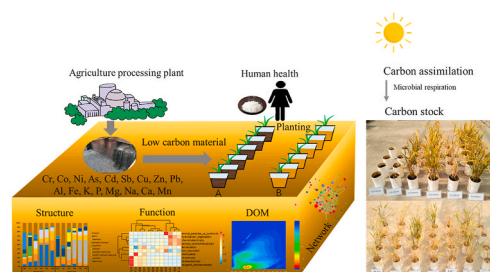 Agriculture processing plant
Human health
Carbon assimilation
Microbial respiration
Carbon stock
Planting
Low carbon material
Cr, Co, Ni, As, Cd, Sb, Cu, Zn, Pb,
Al, Fe, K, P, Mg, Na, Ca, Mn
A
B
Structure
Function
DOM
Network